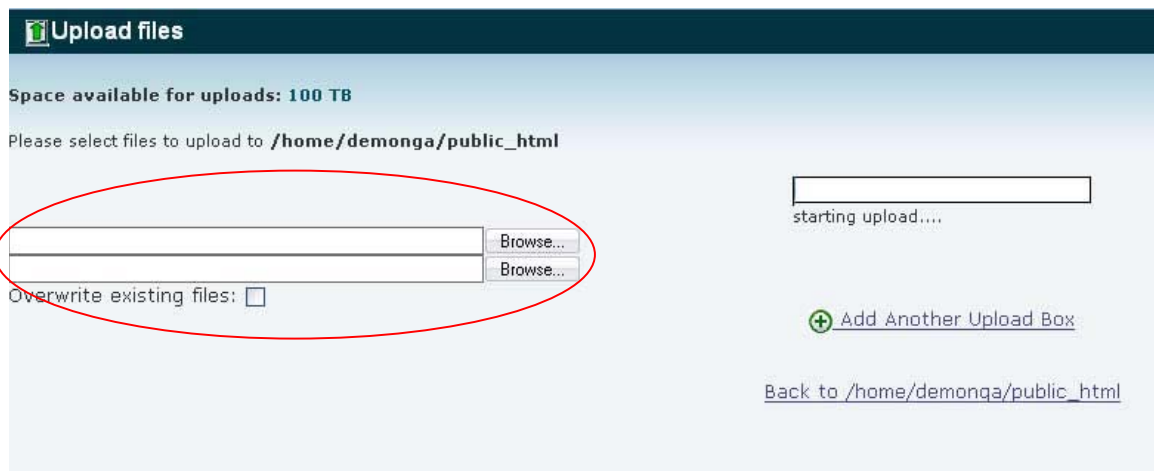 Upload files
Space available for uploads: 100 TB
Please select files to upload to /home/demonga/public_html
starting upload....
Browse...
Browse...
Overwrite existing files:
Add Another Upload Box
Back to /home/demonga/public_html